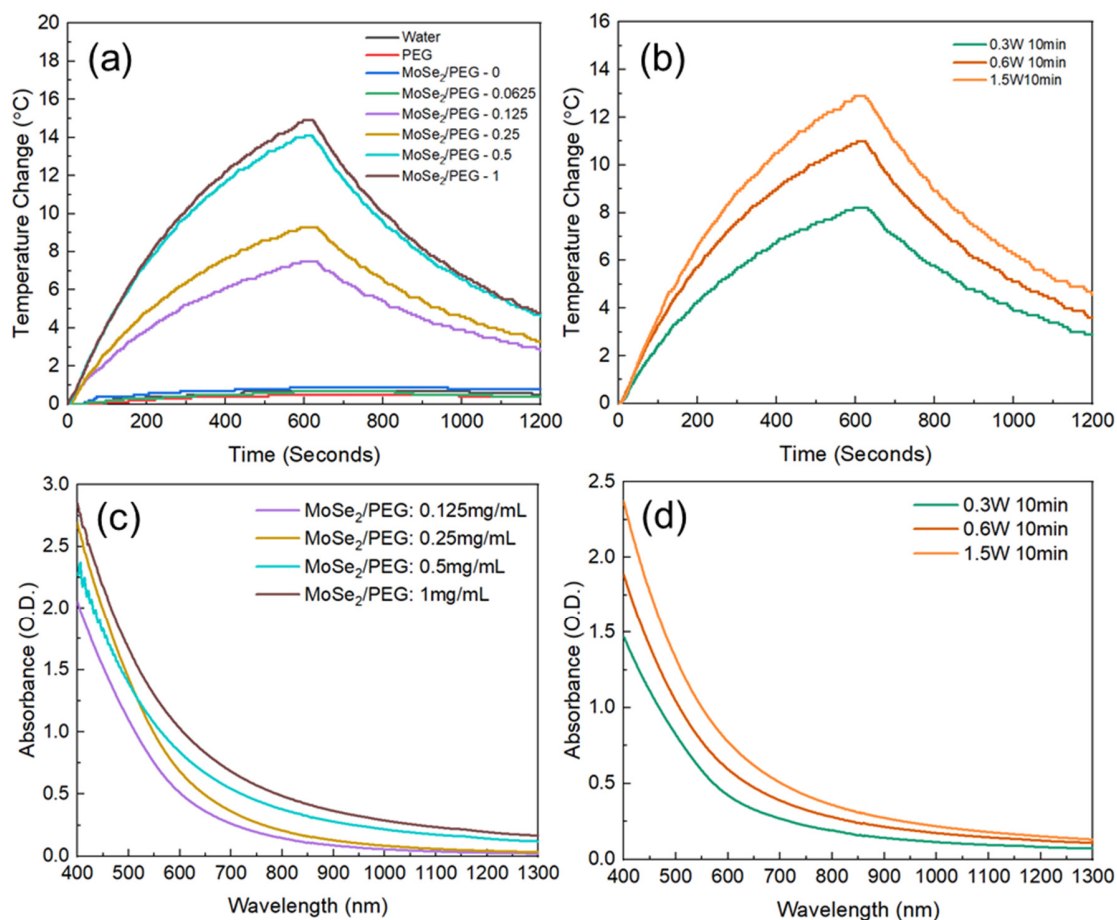 (a)
Temperature Change (°C)
20
18
16
14
12
10
8
6
4
2
0
0 200 400 600 800 1000 1200
Time (Seconds)
Water
PEG
MoSe₂/PEG - 0
MoSe₂/PEG - 0.0625
MoSe₂/PEG - 0.125
MoSe₂/PEG - 0.25
MoSe₂/PEG - 0.5
MoSe₂/PEG - 1
(b)
Temperature Change (°C)
16
14
12
10
8
6
4
2
0
0 200 400 600 800 1000 1200
Time (Seconds)
0.3W 10min
0.6W 10min
1.5W10min
(c)
Absorbance (O.D.)
3.0
2.5
2.0
1.5
1.0
0.5
0.0
400 500 600 700 800 900 1000 1100 1200 1300
Wavelength (nm)
MoSe₂/PEG: 0.125mg/mL
MoSe₂/PEG: 0.25mg/mL
MoSe₂/PEG: 0.5mg/mL
MoSe₂/PEG: 1mg/mL
(d)
Absorbance (O.D.)
2.5
2.0
1.5
1.0
0.5
0.0
400 500 600 700 800 900 1000 1100 1200 1300
Wavelength (nm)
0.3W 10min
0.6W 10min
1.5W 10min